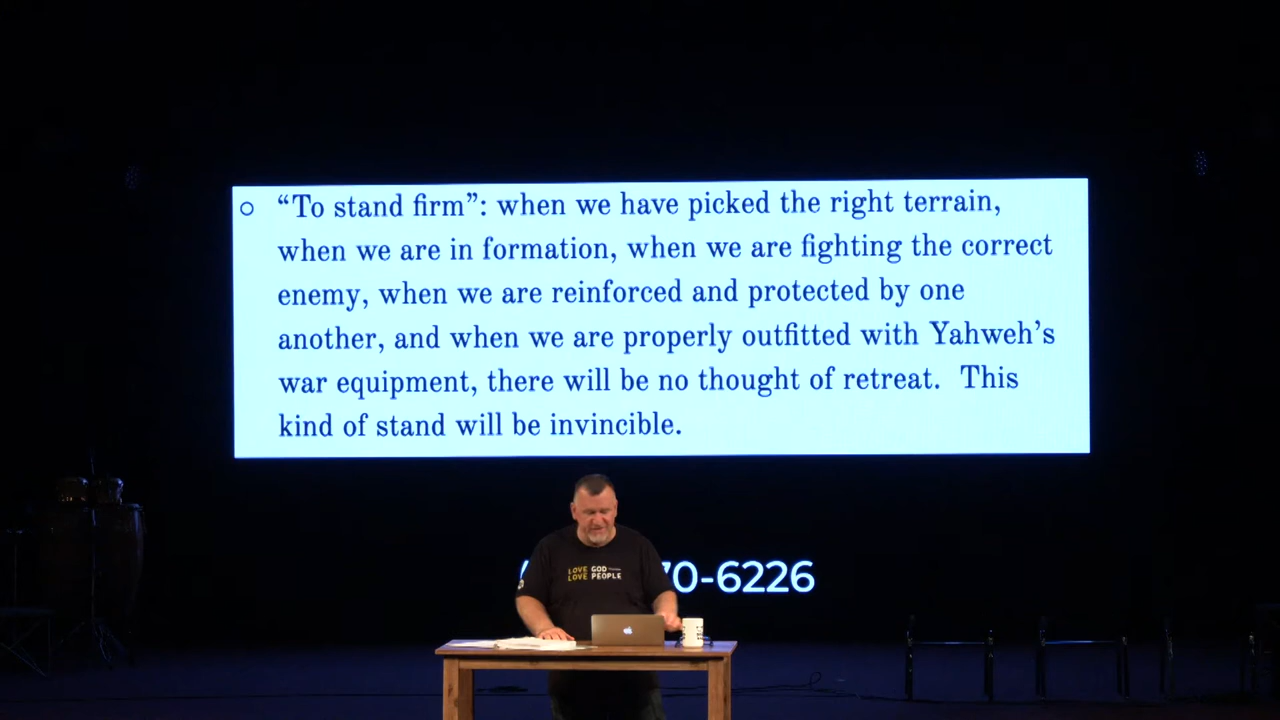 “To stand firm”: when we have picked the right terrain,
when we are in formation, when we are fighting the correct
enemy, when we are reinforced and protected by one
another, and when we are properly outfitted with Yahweh’s
war equipment, there will be no thought of retreat.  This
kind of stand will be invincible.
70-6226
LOVE GOD
LOVE PEOPLE